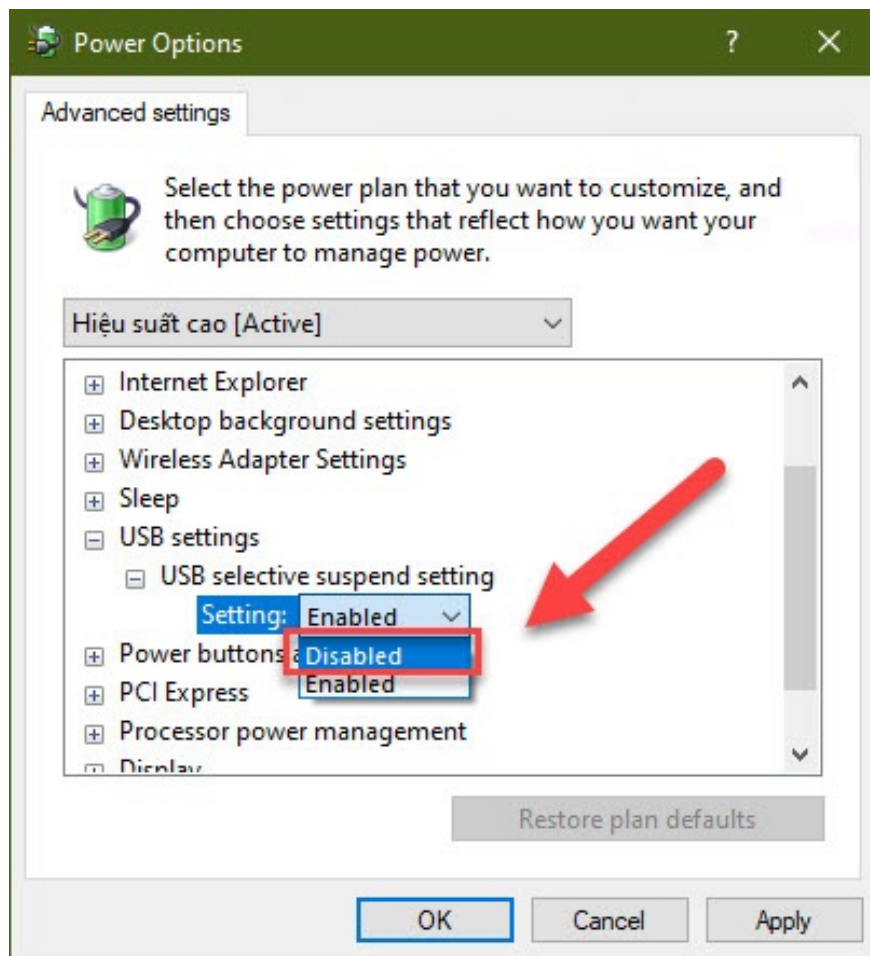 Power Options
Advanced settings
Select the power plan that you want to customize, and
then choose settings that reflect how you want your
computer to manage power.
Hiệu suất cao [Active]
Internet Explorer
Desktop background settings
Wireless Adapter Settings
Sleep
USB settings
USB selective suspend setting
Setting: Enabled
Power buttons
Disabled
Enabled
PCI Express
Processor power management
Display
Restore plan defaults
OK Cancel Apply